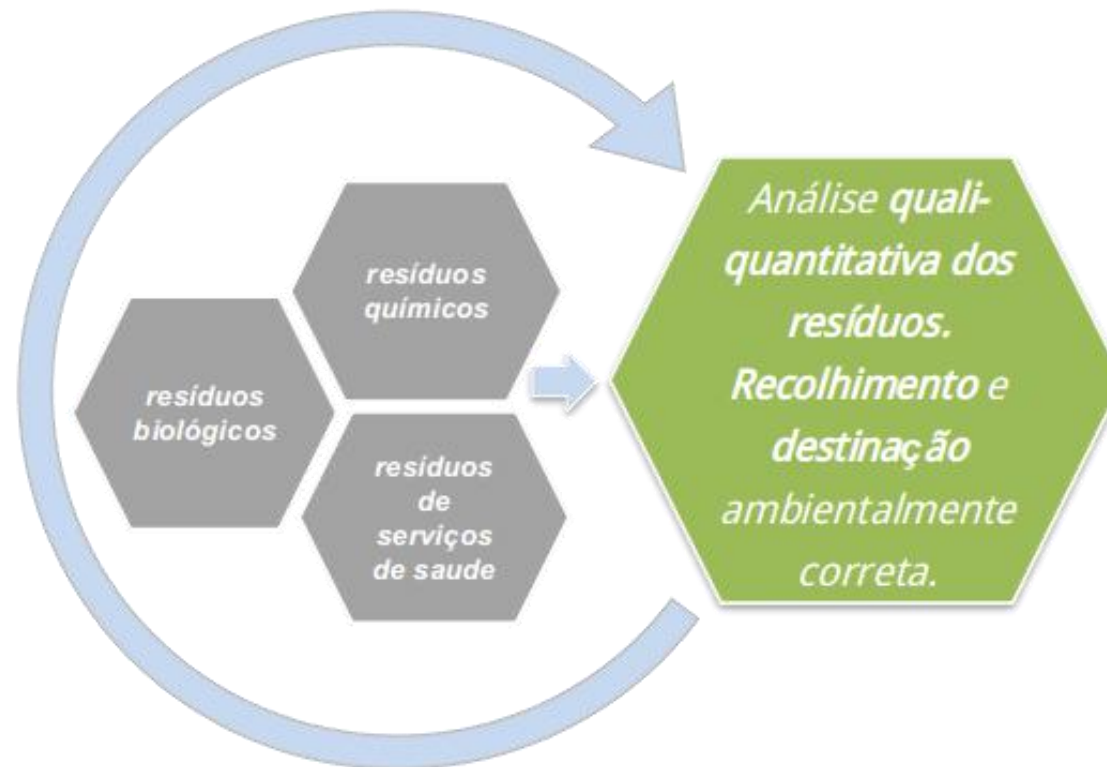 resíduos
químicos
resíduos
biológicos
resíduos
de
serviços
de saude
Análise quali-
quantitativa dos
resíduos.
Recolhimento e
destinação
ambientalmente
correta.